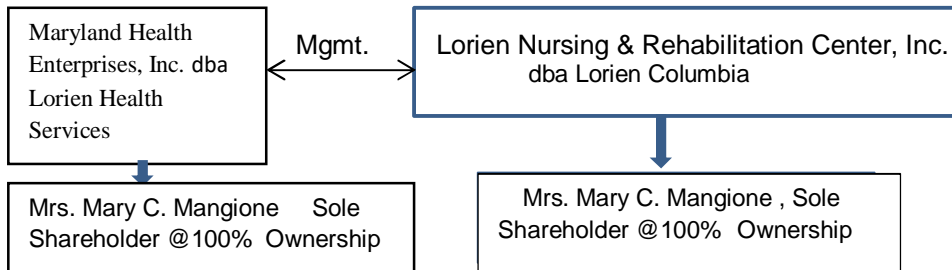 Maryland Health
Enterprises, Inc. dba
Lorien Health
Services
Mgmt.
Lorien Nursing & Rehabilitation Center, Inc.
dba Lorien Columbia
Mrs. Mary C. Mangione Sole
Shareholder @100% Ownership
Mrs. Mary C. Mangione , Sole
Shareholder @100% Ownership